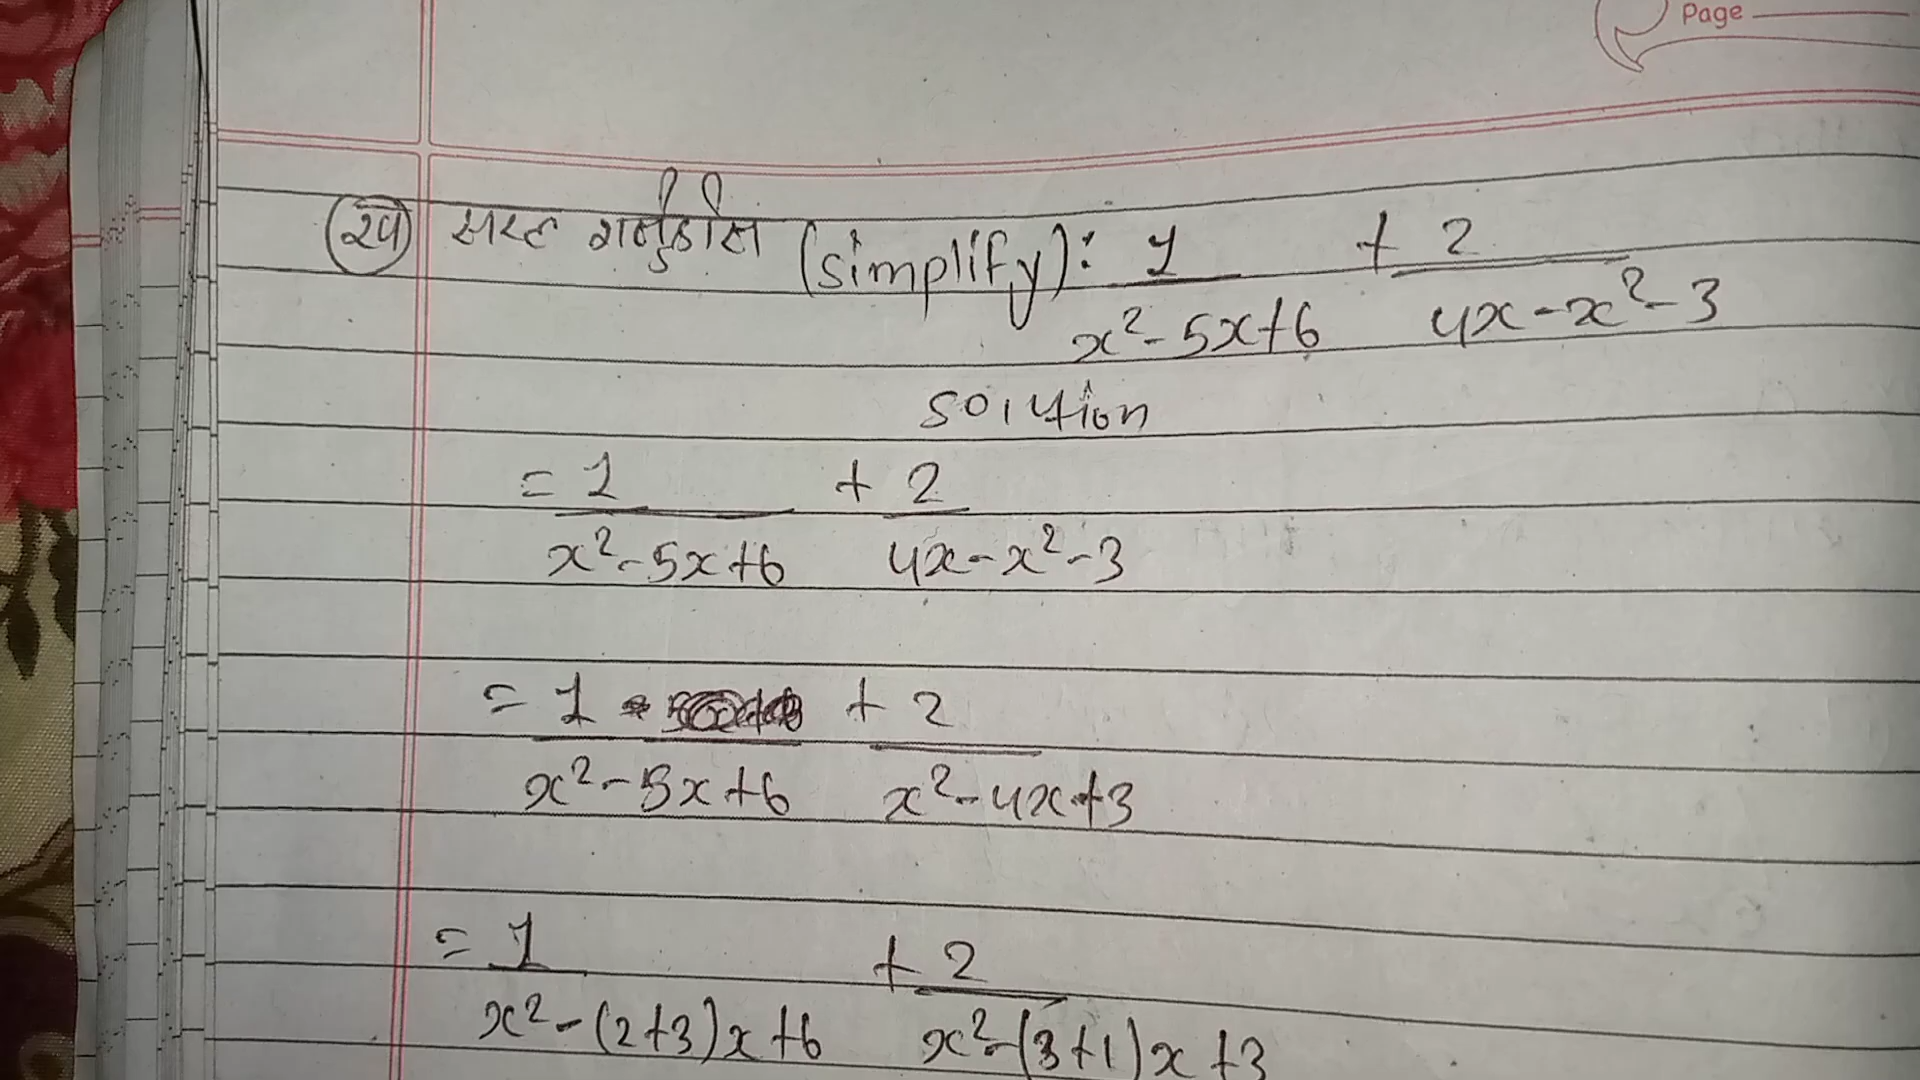 Page
२५) सरल गर्नुहोस (simplify): 1/(x²-5x+6) + 2/(4x-x²-3)
solution
= 1/(x²-5x+6) + 2/(4x-x²-3)
= 1/(x²-5x+6) + 2/(x²-4x+3)
= 1/(x²-(2+3)x+6) + 2/(x²-(3+1)x+3)